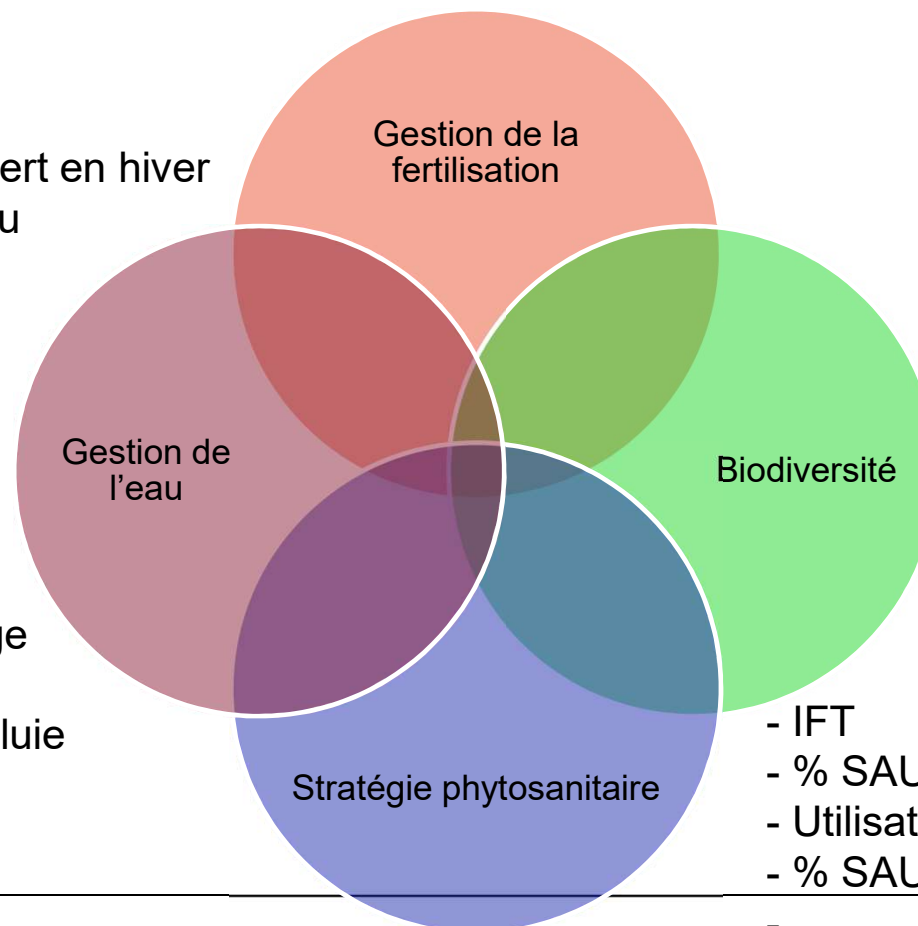 Gestion de la
fertilisation
ert en hiver
u
Gestion de
l’eau
Biodiversité
ge
luie
Stratégie phytosanitaire
- IFT
- % SAU
- Utilisat
- % SAU
-